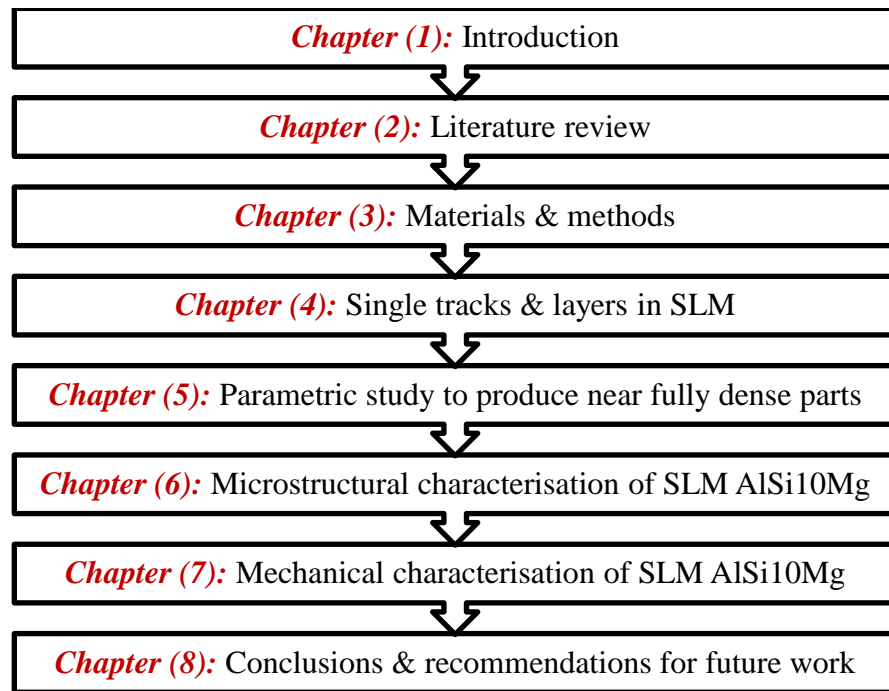 Chapter (1): Introduction
Chapter (2): Literature review
Chapter (3): Materials & methods
Chapter (4): Single tracks & layers in SLM
Chapter (5): Parametric study to produce near fully dense parts
Chapter (6): Microstructural characterisation of SLM AlSi10Mg
Chapter (7): Mechanical characterisation of SLM AlSi10Mg
Chapter (8): Conclusions & recommendations for future work